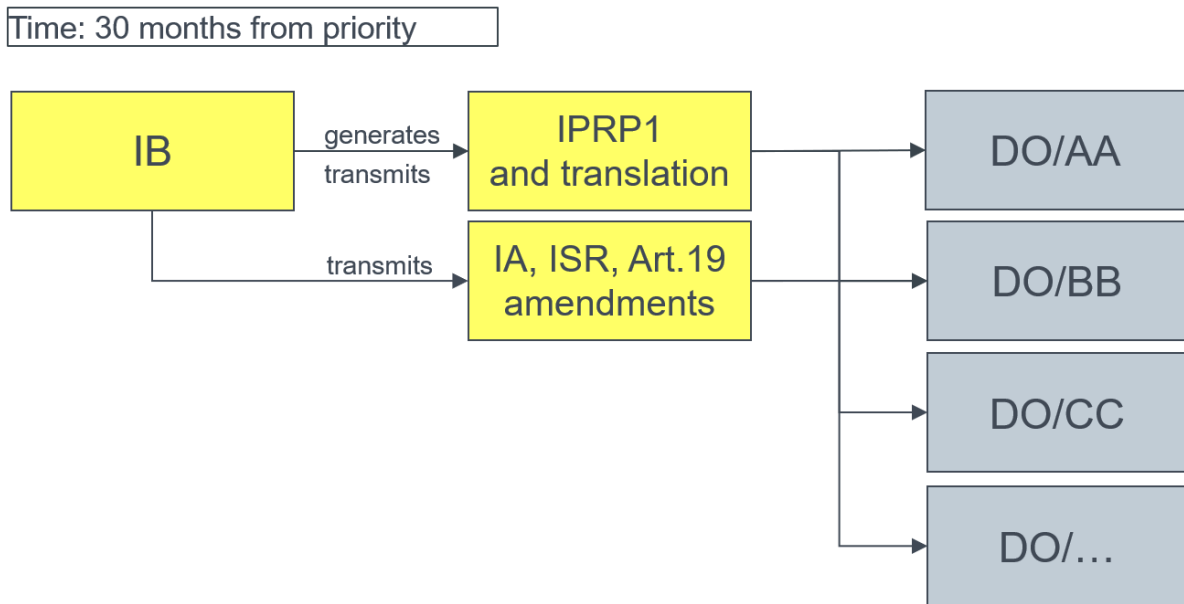 Time: 30 months from priority
IB
generates
transmits
IPRP1
and translation
DO/AA
transmits
IA, ISR, Art.19
amendments
DO/BB
DO/CC
DO/…